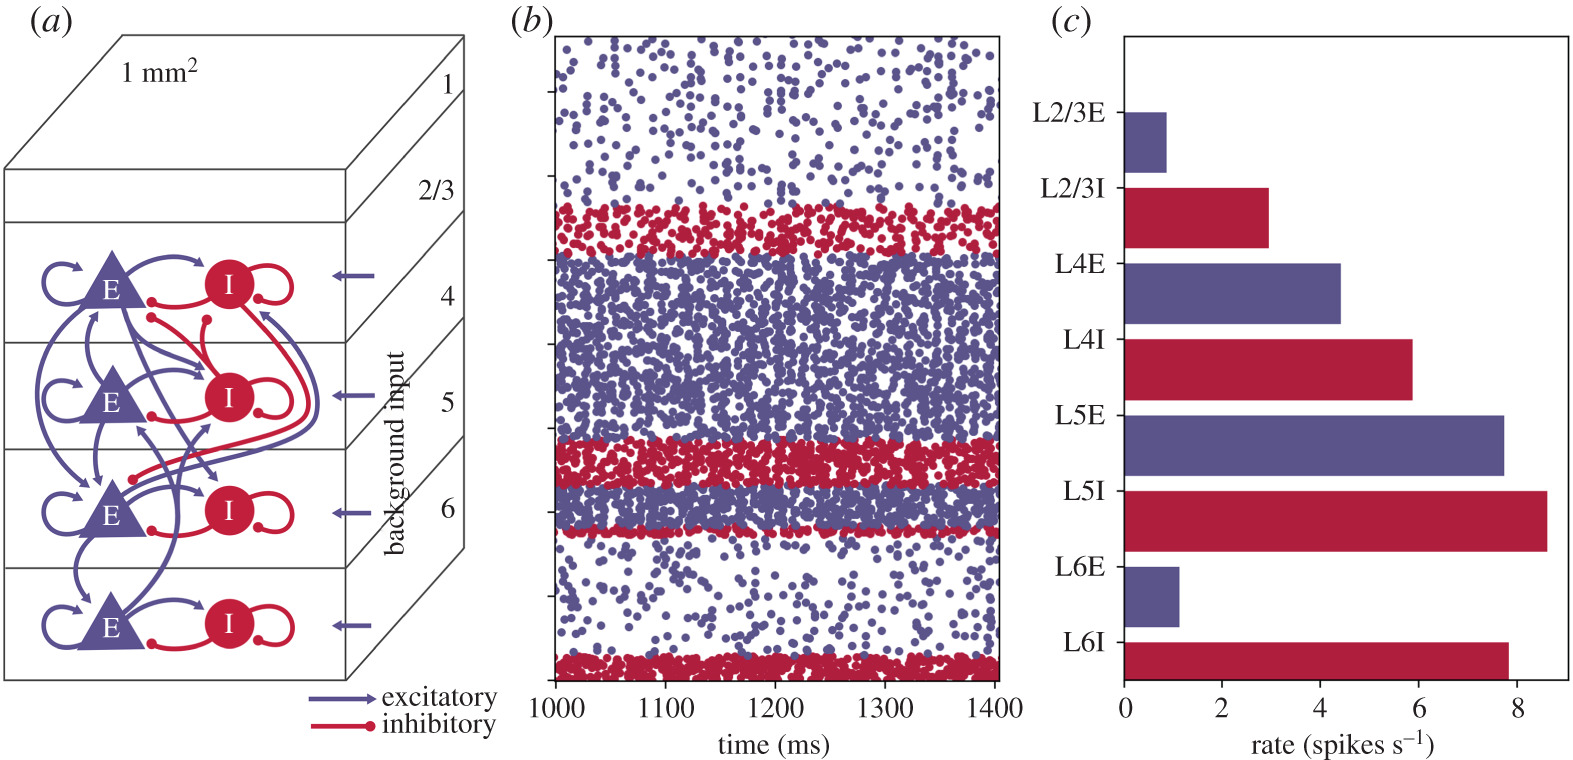 (a)
1 mm2
1
2/3
4
5
6
E
I
E
I
E
I
E
I
background input
excitatory
inhibitory
(b)
1000 1100 1200 1300 1400
time (ms)
(c)
L2/3E
L2/3I
L4E
L4I
L5E
L5I
L6E
L6I
0 2 4 6 8
rate (spikes s–1)